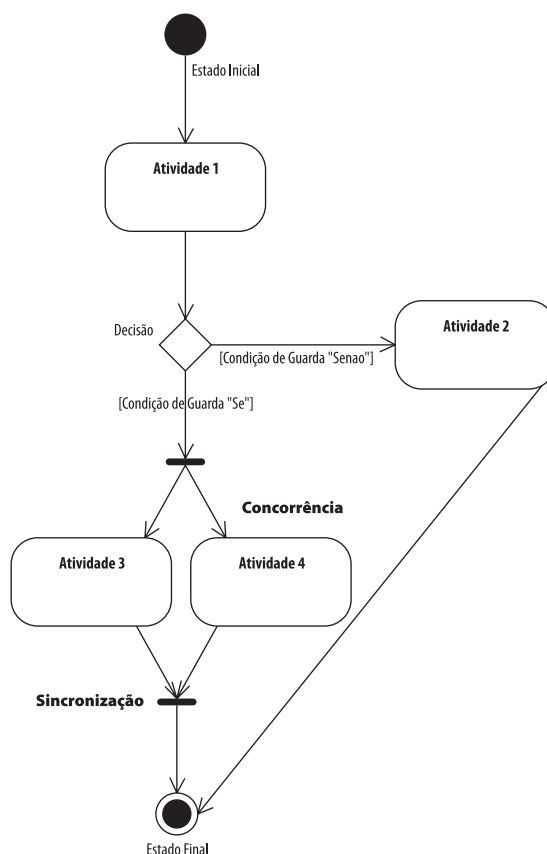 Estado Inicial
Atividade 1
Decisão
Atividade 2
[Condição de Guarda "Senao"]
[Condição de Guarda "Se"]
Concorrência
Atividade 3
Atividade 4
Sincronização
Estado Final